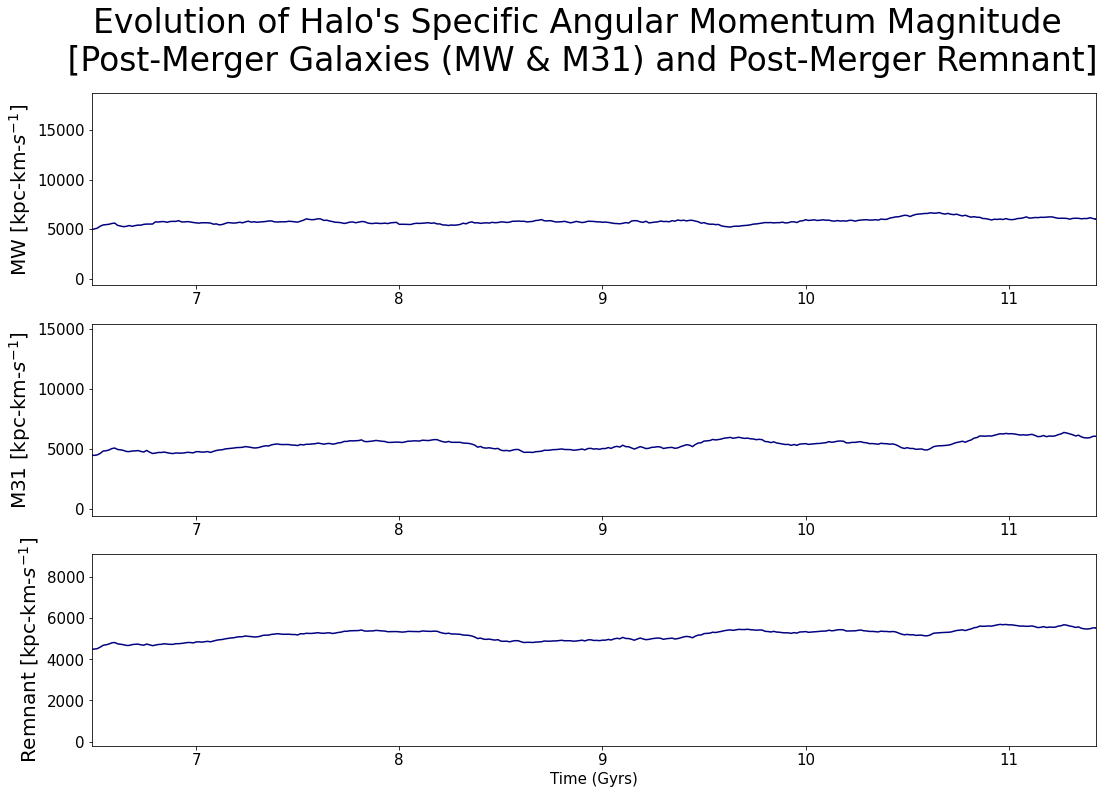 Evolution of Halo's Specific Angular Momentum Magnitude
[Post-Merger Galaxies (MW & M31) and Post-Merger Remnant]
MW [kpc-km-s⁻¹]
15000
10000
5000
0
7 8 9 10 11
M31 [kpc-km-s⁻¹]
15000
10000
5000
0
7 8 9 10 11
Remnant [kpc-km-s⁻¹]
8000
6000
4000
2000
0
7 8 9 10 11
Time (Gyrs)